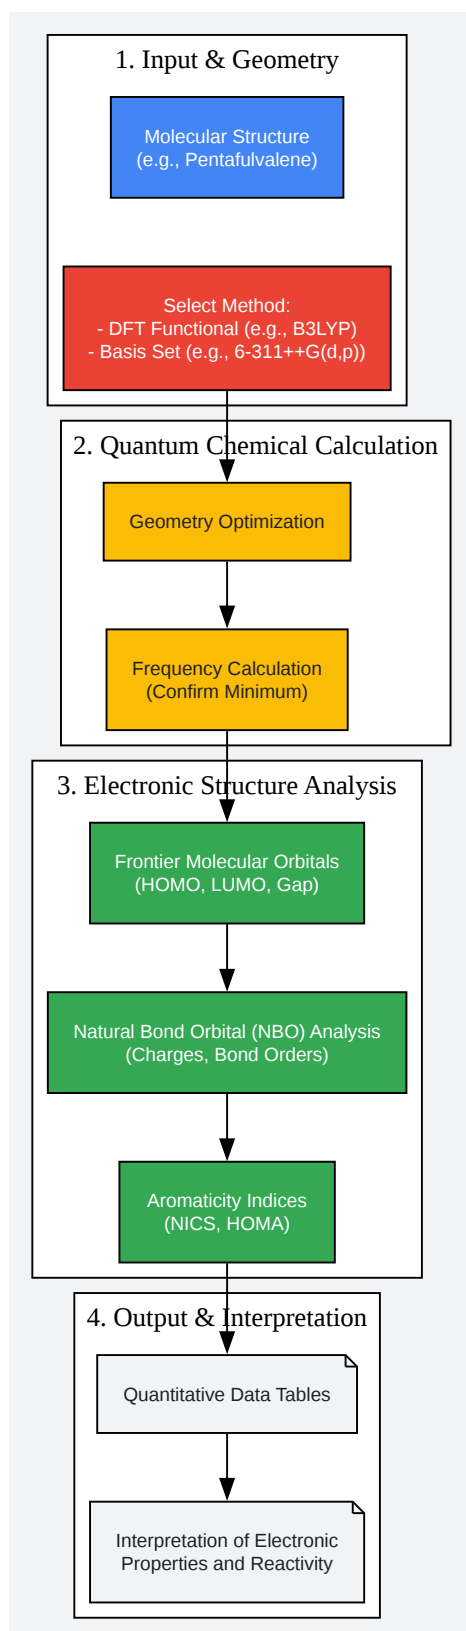 1. Input & Geometry
Molecular Structure
(e.g., Pentafulvalene)
Select Method:
- DFT Functional (e.g., B3LYP)
- Basis Set (e.g., 6-311++G(d,p))
2. Quantum Chemical Calculation
Geometry Optimization
Frequency Calculation
(Confirm Minimum)
3. Electronic Structure Analysis
Frontier Molecular Orbitals
(HOMO, LUMO, Gap)
Natural Bond Orbital (NBO) Analysis
(Charges, Bond Orders)
Aromaticity Indices
(NICS, HOMA)
4. Output & Interpretation
Quantitative Data Tables
Interpretation of Electronic
Properties and Reactivity